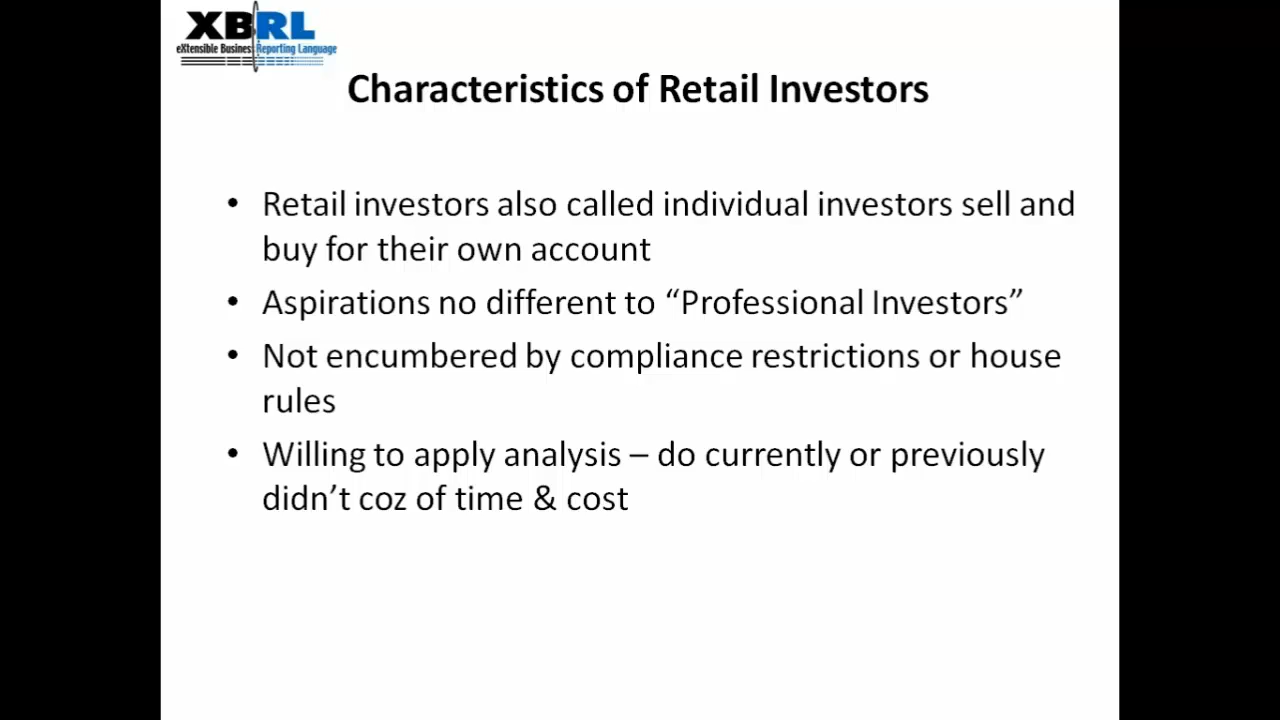 XBRL
eXtensible Business Reporting Language
Characteristics of Retail Investors
• Retail investors also called individual investors sell and
buy for their own account
• Aspirations no different to “Professional Investors”
• Not encumbered by compliance restrictions or house
rules
• Willing to apply analysis – do currently or previously
didn’t coz of time & cost